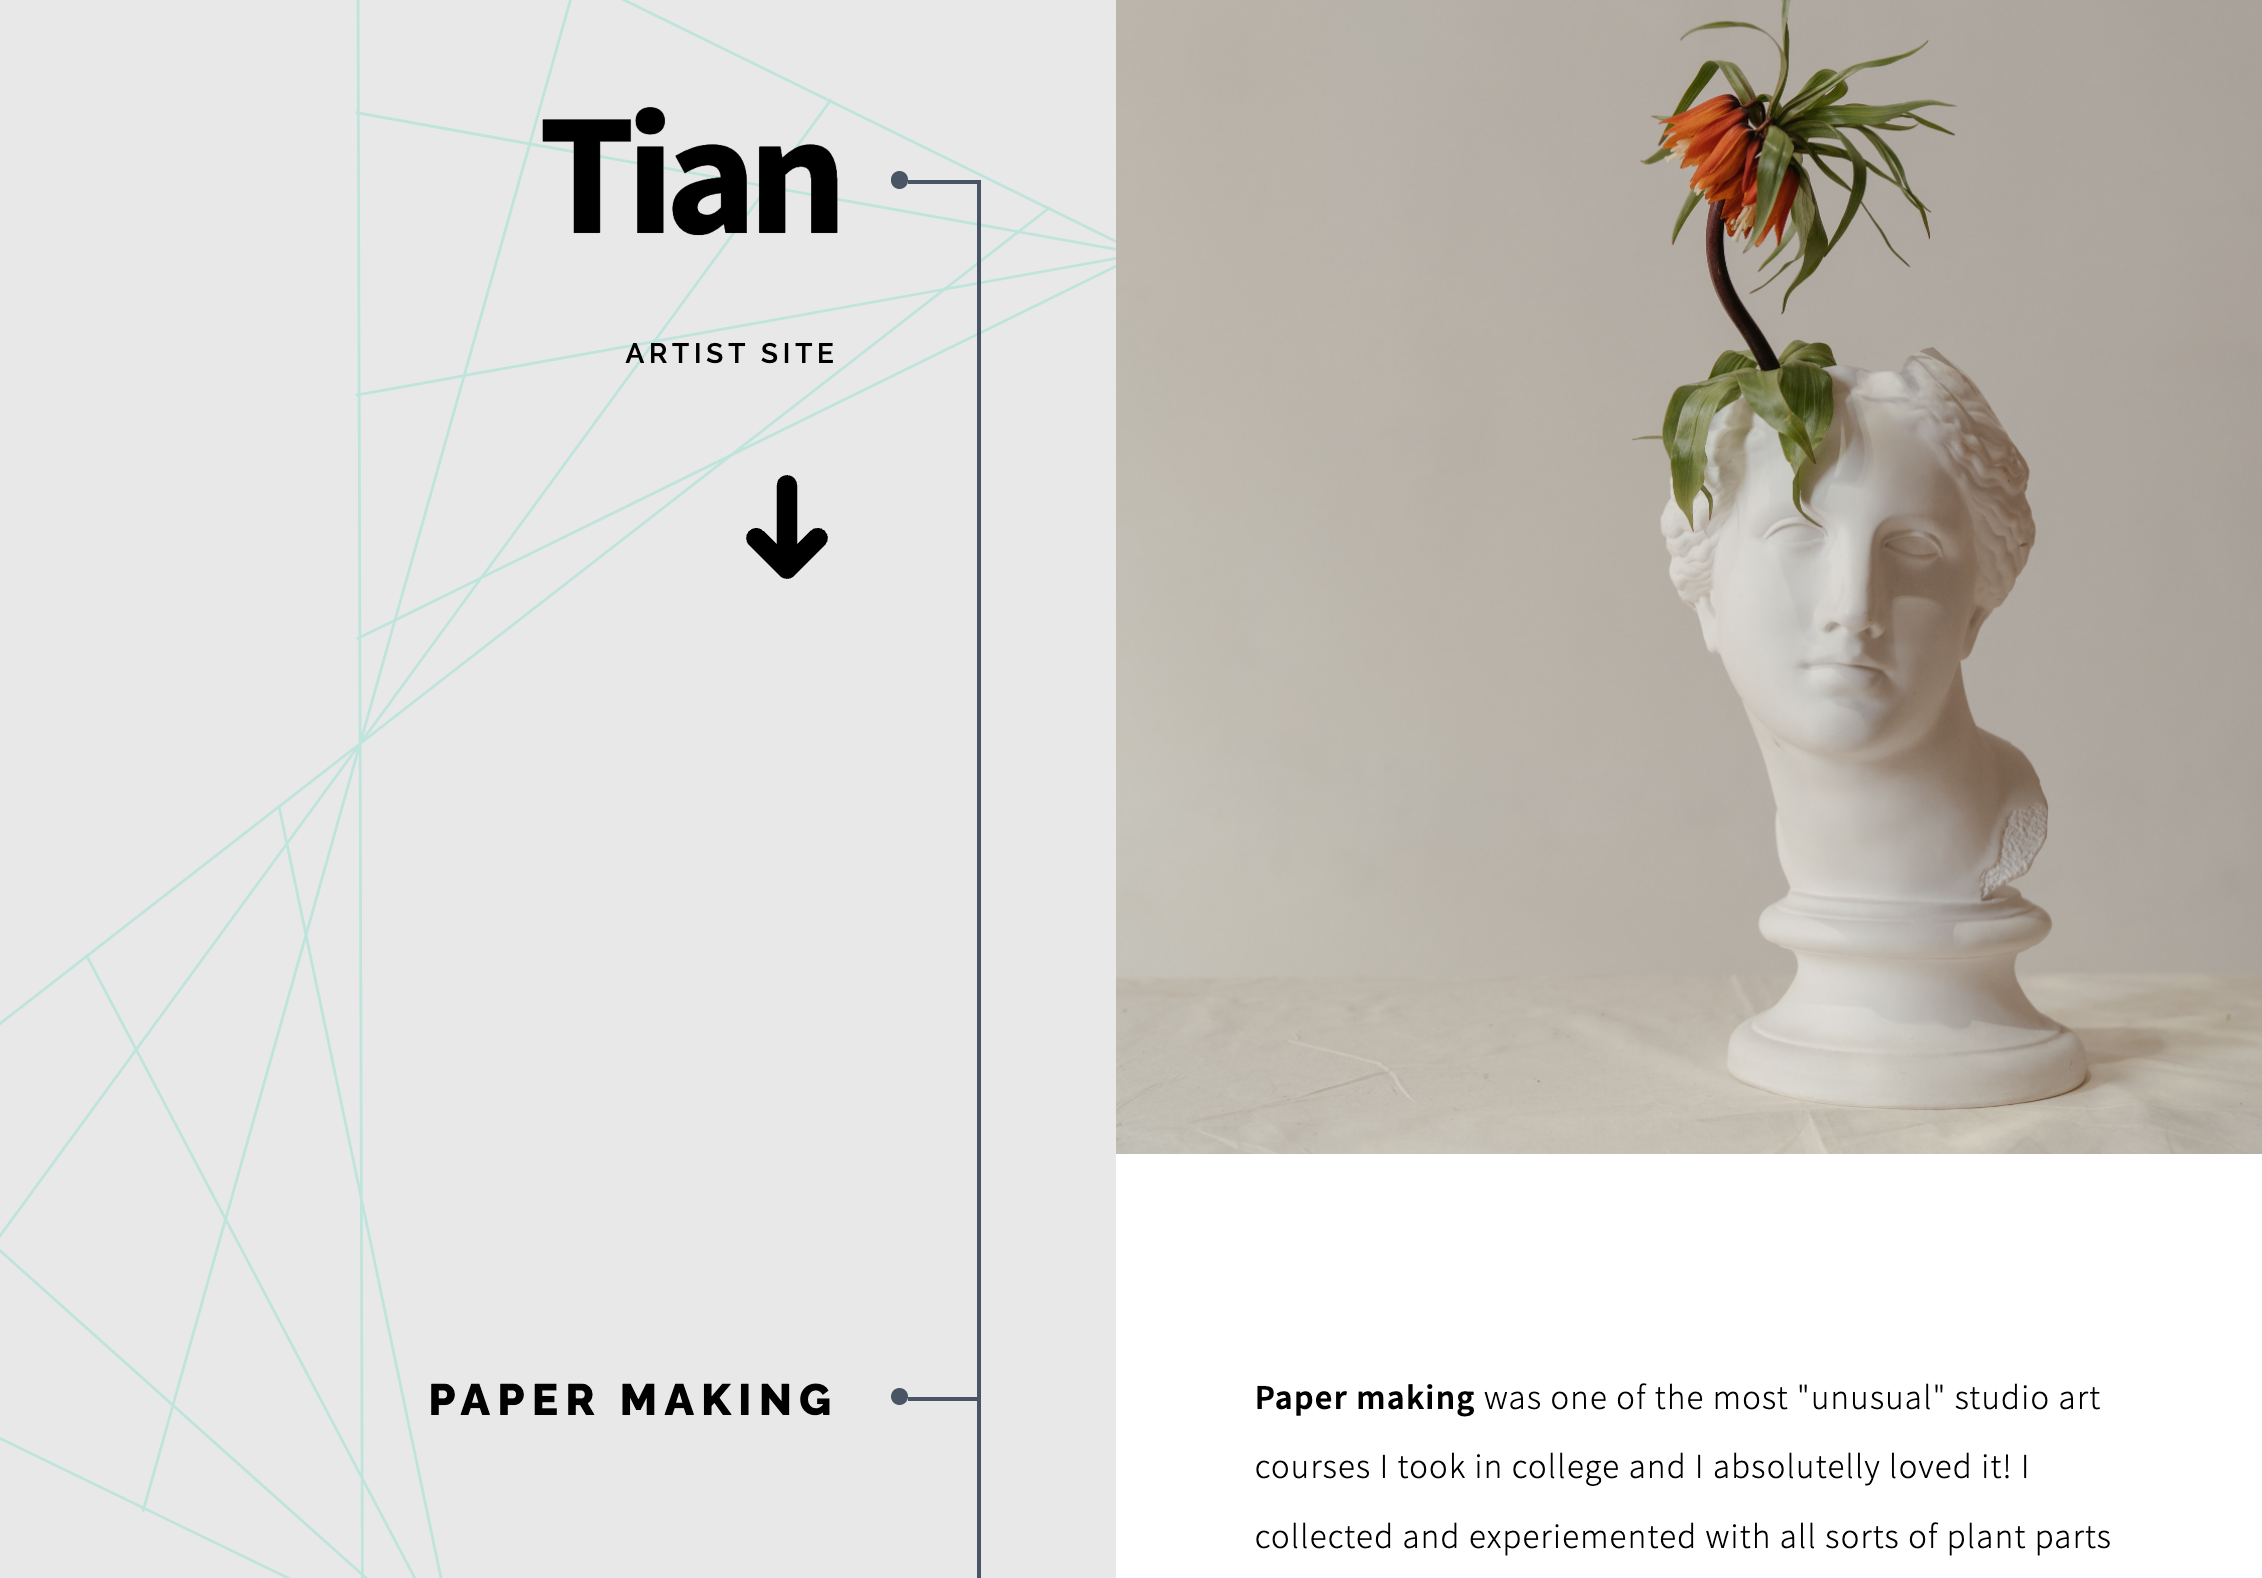 Tian
ARTIST SITE
PAPER MAKING
Paper making was one of the most "unusual" studio art
courses I took in college and I absolutelly loved it! I
collected and experiemented with all sorts of plant parts